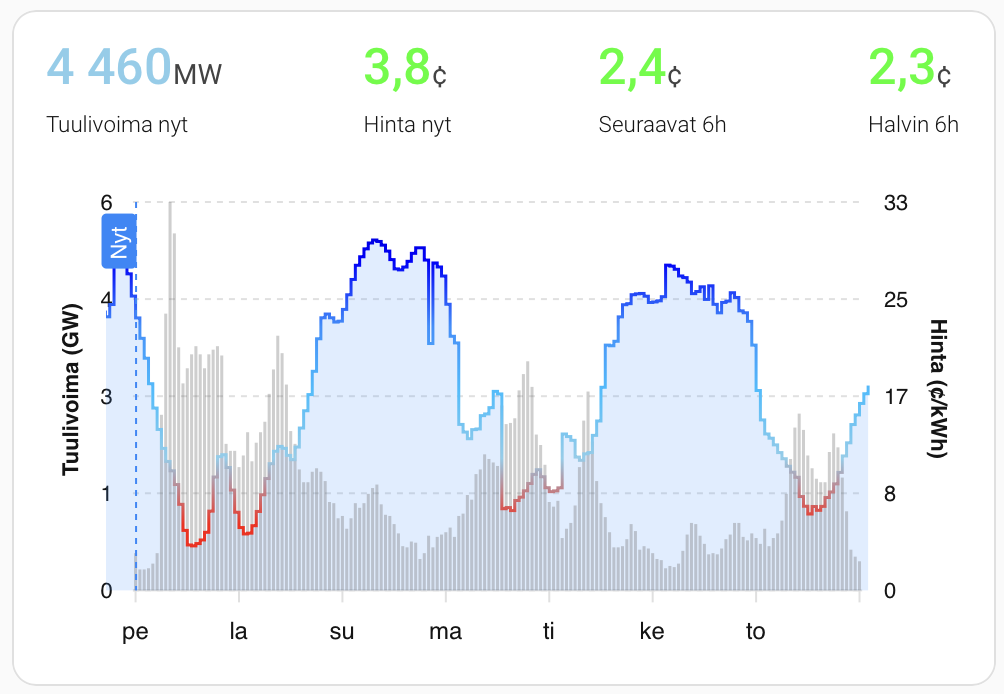 4 460MW
3,8¢
2,4¢
2,3¢
Tuulivoima nyt
Hinta nyt
Seuraavat 6h
Halvin 6h
6
33
Nyt
4
25
3
17
1
8
0
0
Tuulivoima (GW)
Hinta (¢/kWh)
pe
la
su
ma
ti
ke
to